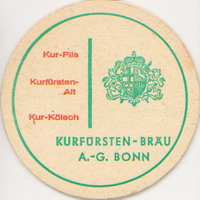 Kur-Pils
Kurfürsten-
Alt
Kur-Kölsch
KURFÜRSTEN-BRÄU
A.-G. BONN